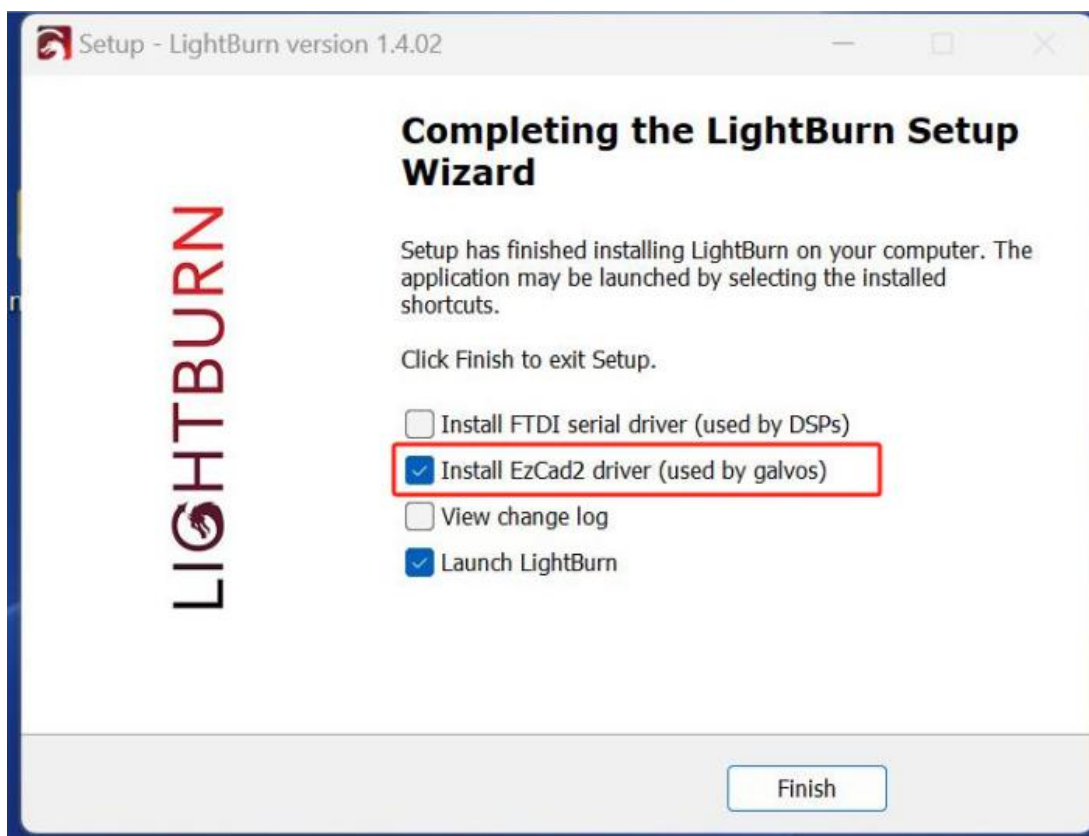 Setup - LightBurn version 1.4.02
Completing the LightBurn Setup
Wizard
LIGHTBURN
Setup has finished installing LightBurn on your computer. The
application may be launched by selecting the installed
shortcuts.
Click Finish to exit Setup.
Install FTDI serial driver (used by DSPs)
Install EzCad2 driver (used by galvos)
View change log
Launch LightBurn
Finish